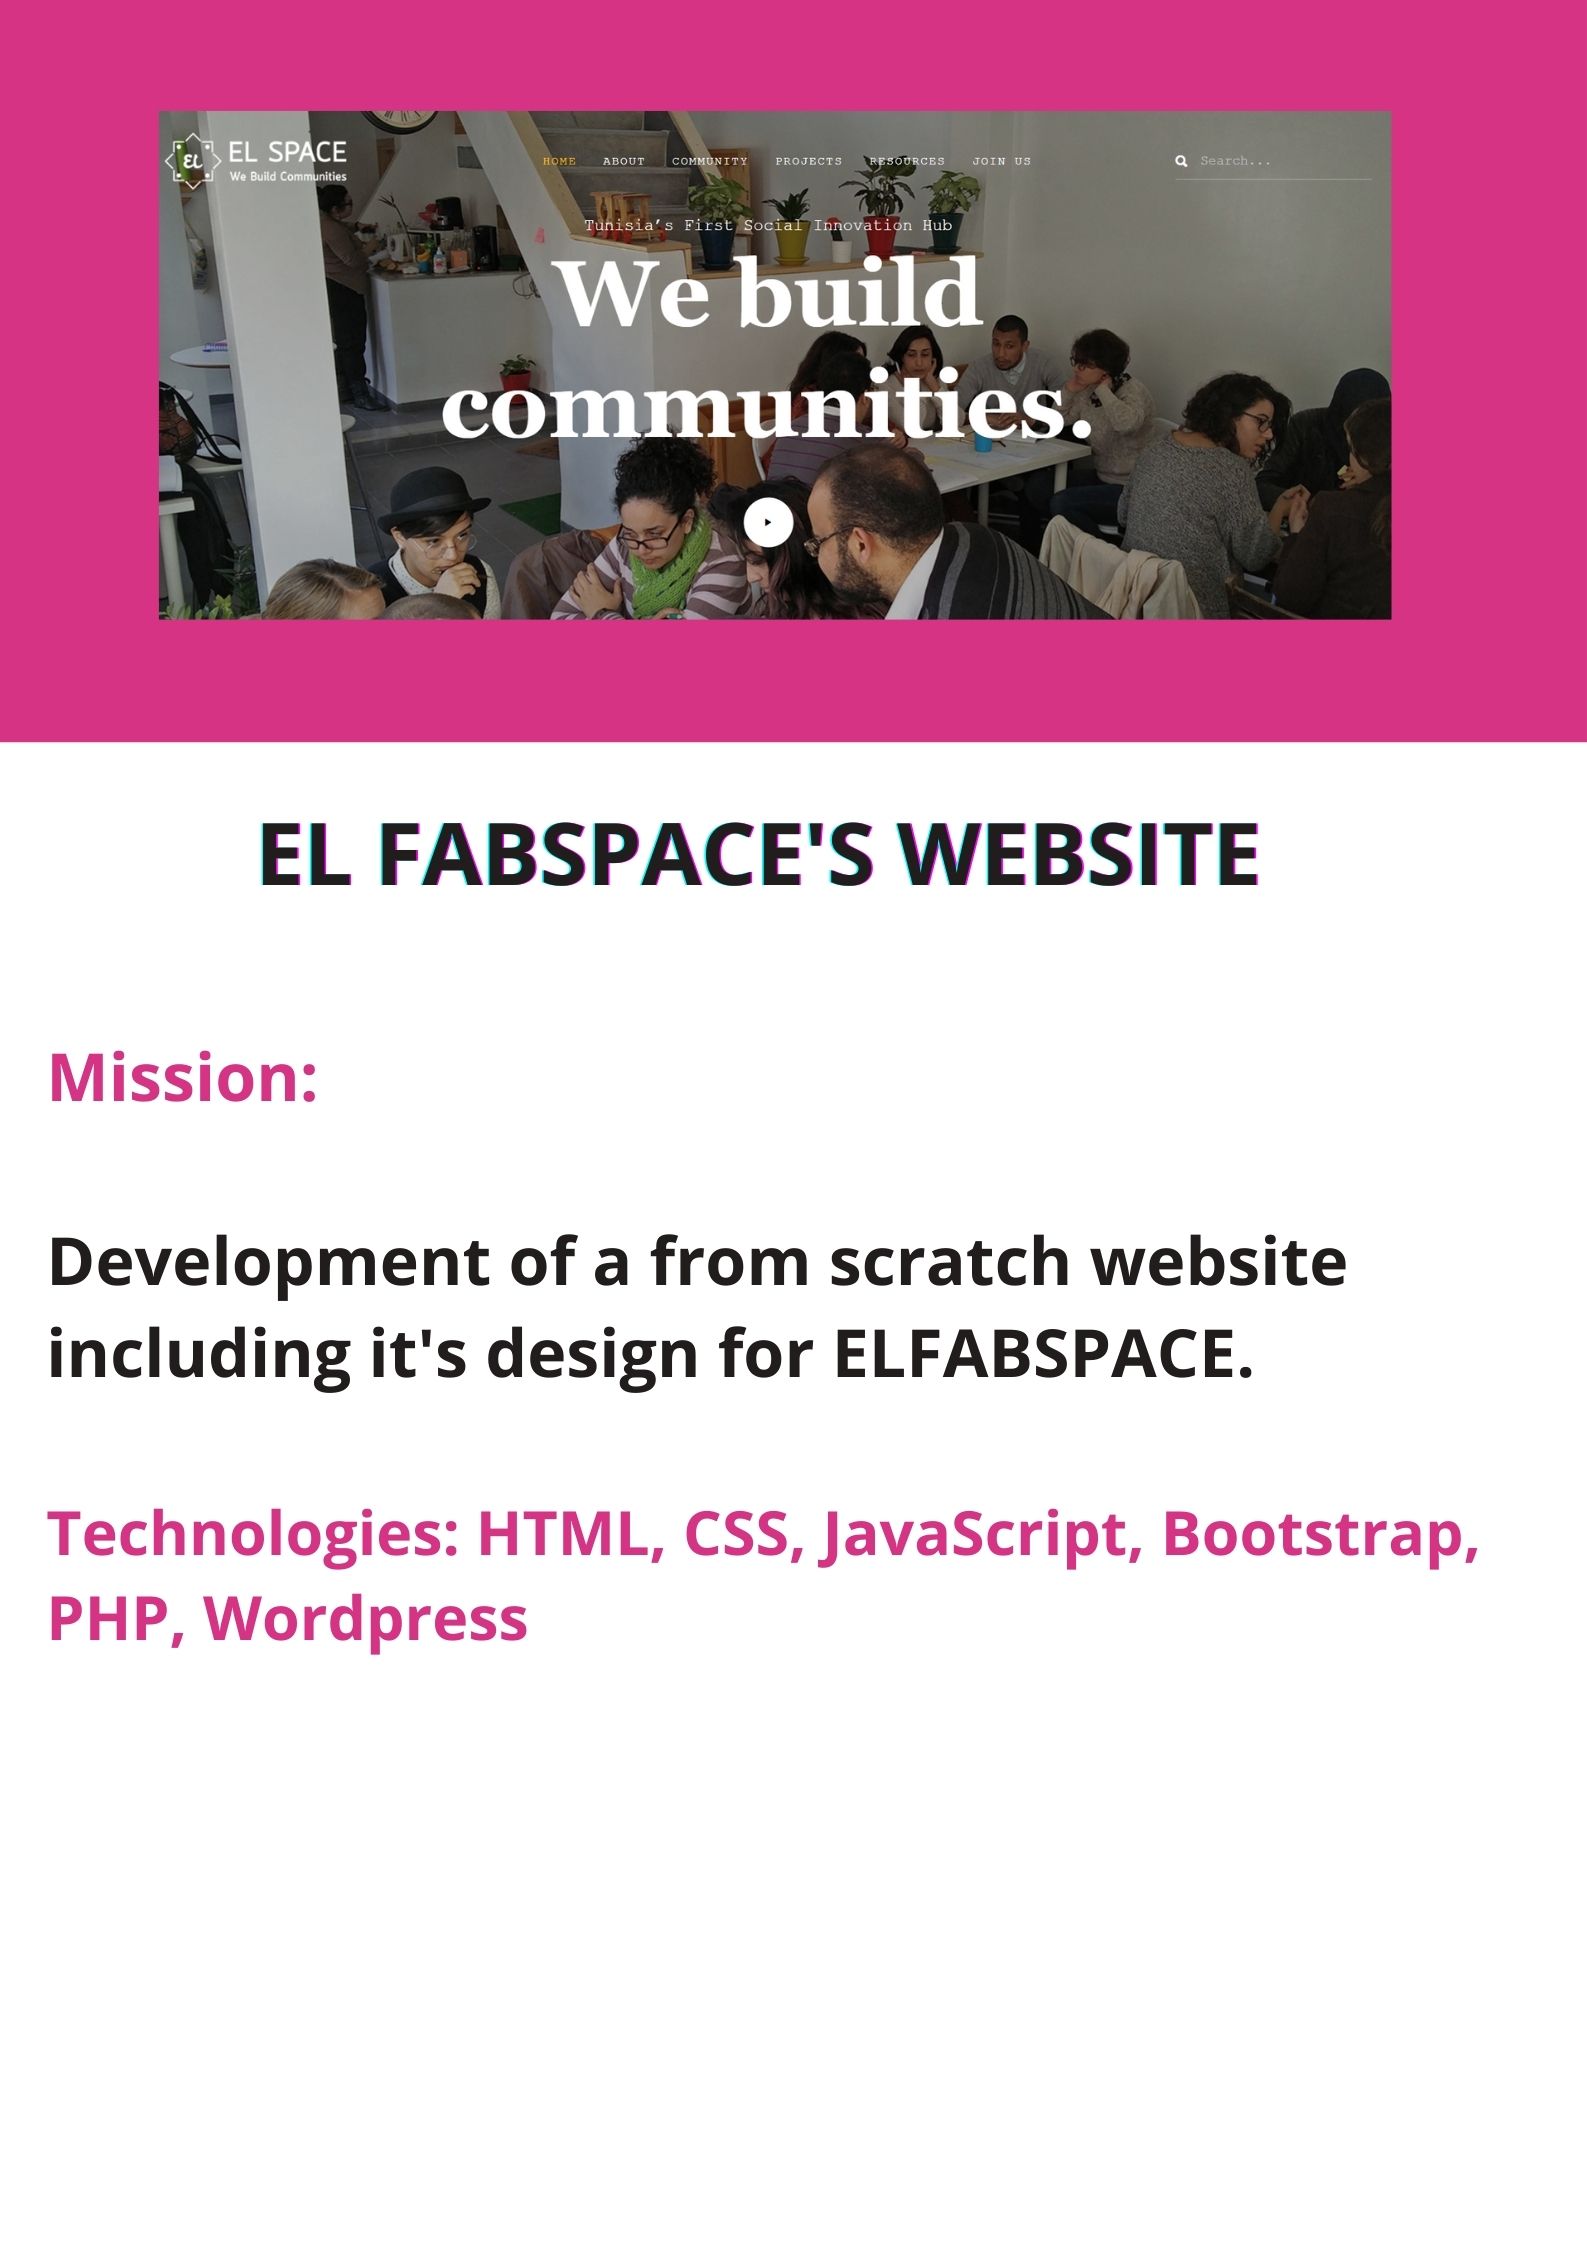 EL SPACE
We Build Communities
EL
HOME ABOUT COMMUNITY PROJECTS RESOURCES JOIN US
Search...
Tunisia's First Social Innovation Hub
We build
communities.
EL FABSPACE'S WEBSITE
Mission:
Development of a from scratch website
including it's design for ELFABSPACE.
Technologies: HTML, CSS, JavaScript, Bootstrap,
PHP, Wordpress